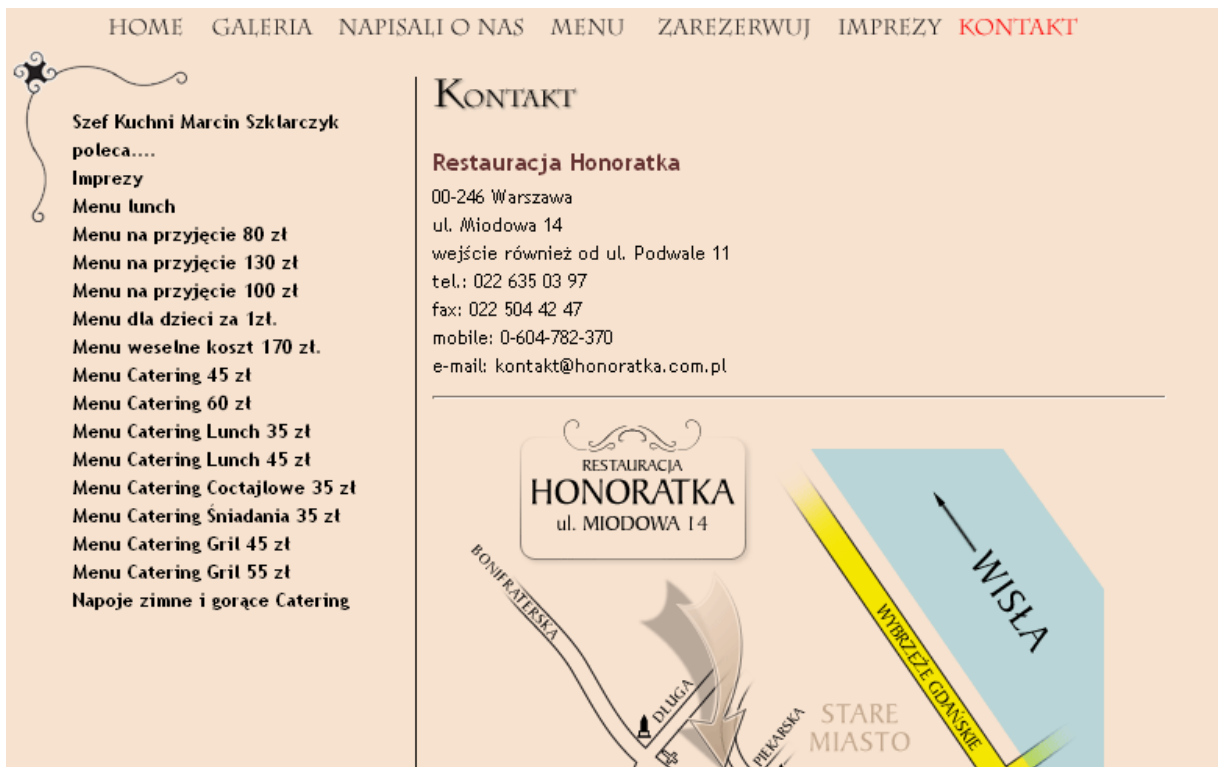 HOME GALERIA NAPISALI O NAS MENU ZAREZERWUJ IMPREZY KONTAKT
Szef Kuchni Marcin Szklarczyk
poleca....
Imprezy
Menu lunch
Menu na przyjęcie 80 zł
Menu na przyjęcie 130 zł
Menu na przyjęcie 100 zł
Menu dla dzieci za 1zł.
Menu weselne koszt 170 zł.
Menu Catering 45 zł
Menu Catering 60 zł
Menu Catering Lunch 35 zł
Menu Catering Lunch 45 zł
Menu Catering Coctajlowe 35 zł
Menu Catering Śniadania 35 zł
Menu Catering Gril 45 zł
Menu Catering Gril 55 zł
Napoje zimne i gorące Catering
KONTAKT
Restauracja Honoratka
00-246 Warszawa
ul. Miodowa 14
wejście również od ul. Podwale 11
tel.: 022 635 03 97
fax: 022 504 42 47
mobile: 0-604-782-370
e-mail: kontakt@honoratka.com.pl
RESTAURACJA
HONORATKA
ul. MIODOWA 14
BONIFRATERSKA
WISŁA
WYBRZEŻE GDAŃSKIE
DŁUGA
PIEKARSKA
STARE
MIASTO